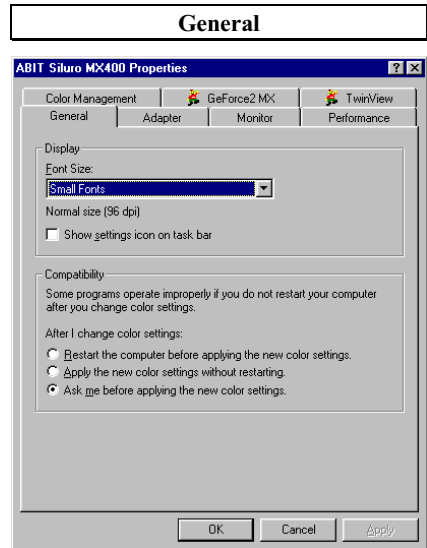 General
ABIT Siluro MX400 Properties
Color Management GeForce2 MX TwinView
General Adapter Monitor Performance
Display
Font Size:
Small Fonts
Normal size (96 dpi)
Show settings icon on task bar
Compatibility
Some programs operate improperly if you do not restart your computer
after you change color settings.
After I change color settings:
Restart the computer before applying the new color settings.
Apply the new color settings without restarting.
Ask me before applying the new color settings.
OK Cancel Apply